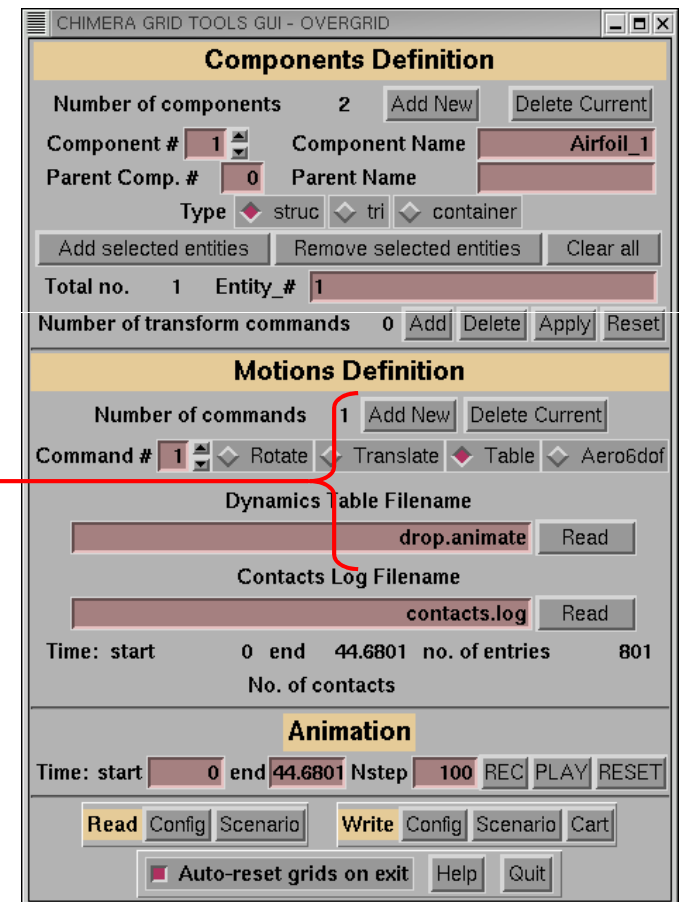 CHIMERA GRID TOOLS GUI - OVERGRID
Components Definition
Number of components 2 Add New Delete Current
Component # 1 Component Name Airfoil_1
Parent Comp. # 0 Parent Name
Type struc tri container
Add selected entities Remove selected entities Clear all
Total no. 1 Entity_# 1
Number of transform commands 0 Add Delete Apply Reset
Motions Definition
Number of commands 1 Add New Delete Current
Command # 1 Rotate Translate Table Aero6dof
Dynamics Table Filename
drop.animate Read
Contacts Log Filename
contacts.log Read
Time: start 0 end 44.6801 no. of entries 801
No. of contacts
Animation
Time: start 0 end 44.6801 Nstep 100 REC PLAY RESET
Read Config Scenario Write Config Scenario Cart
Auto-reset grids on exit Help Quit